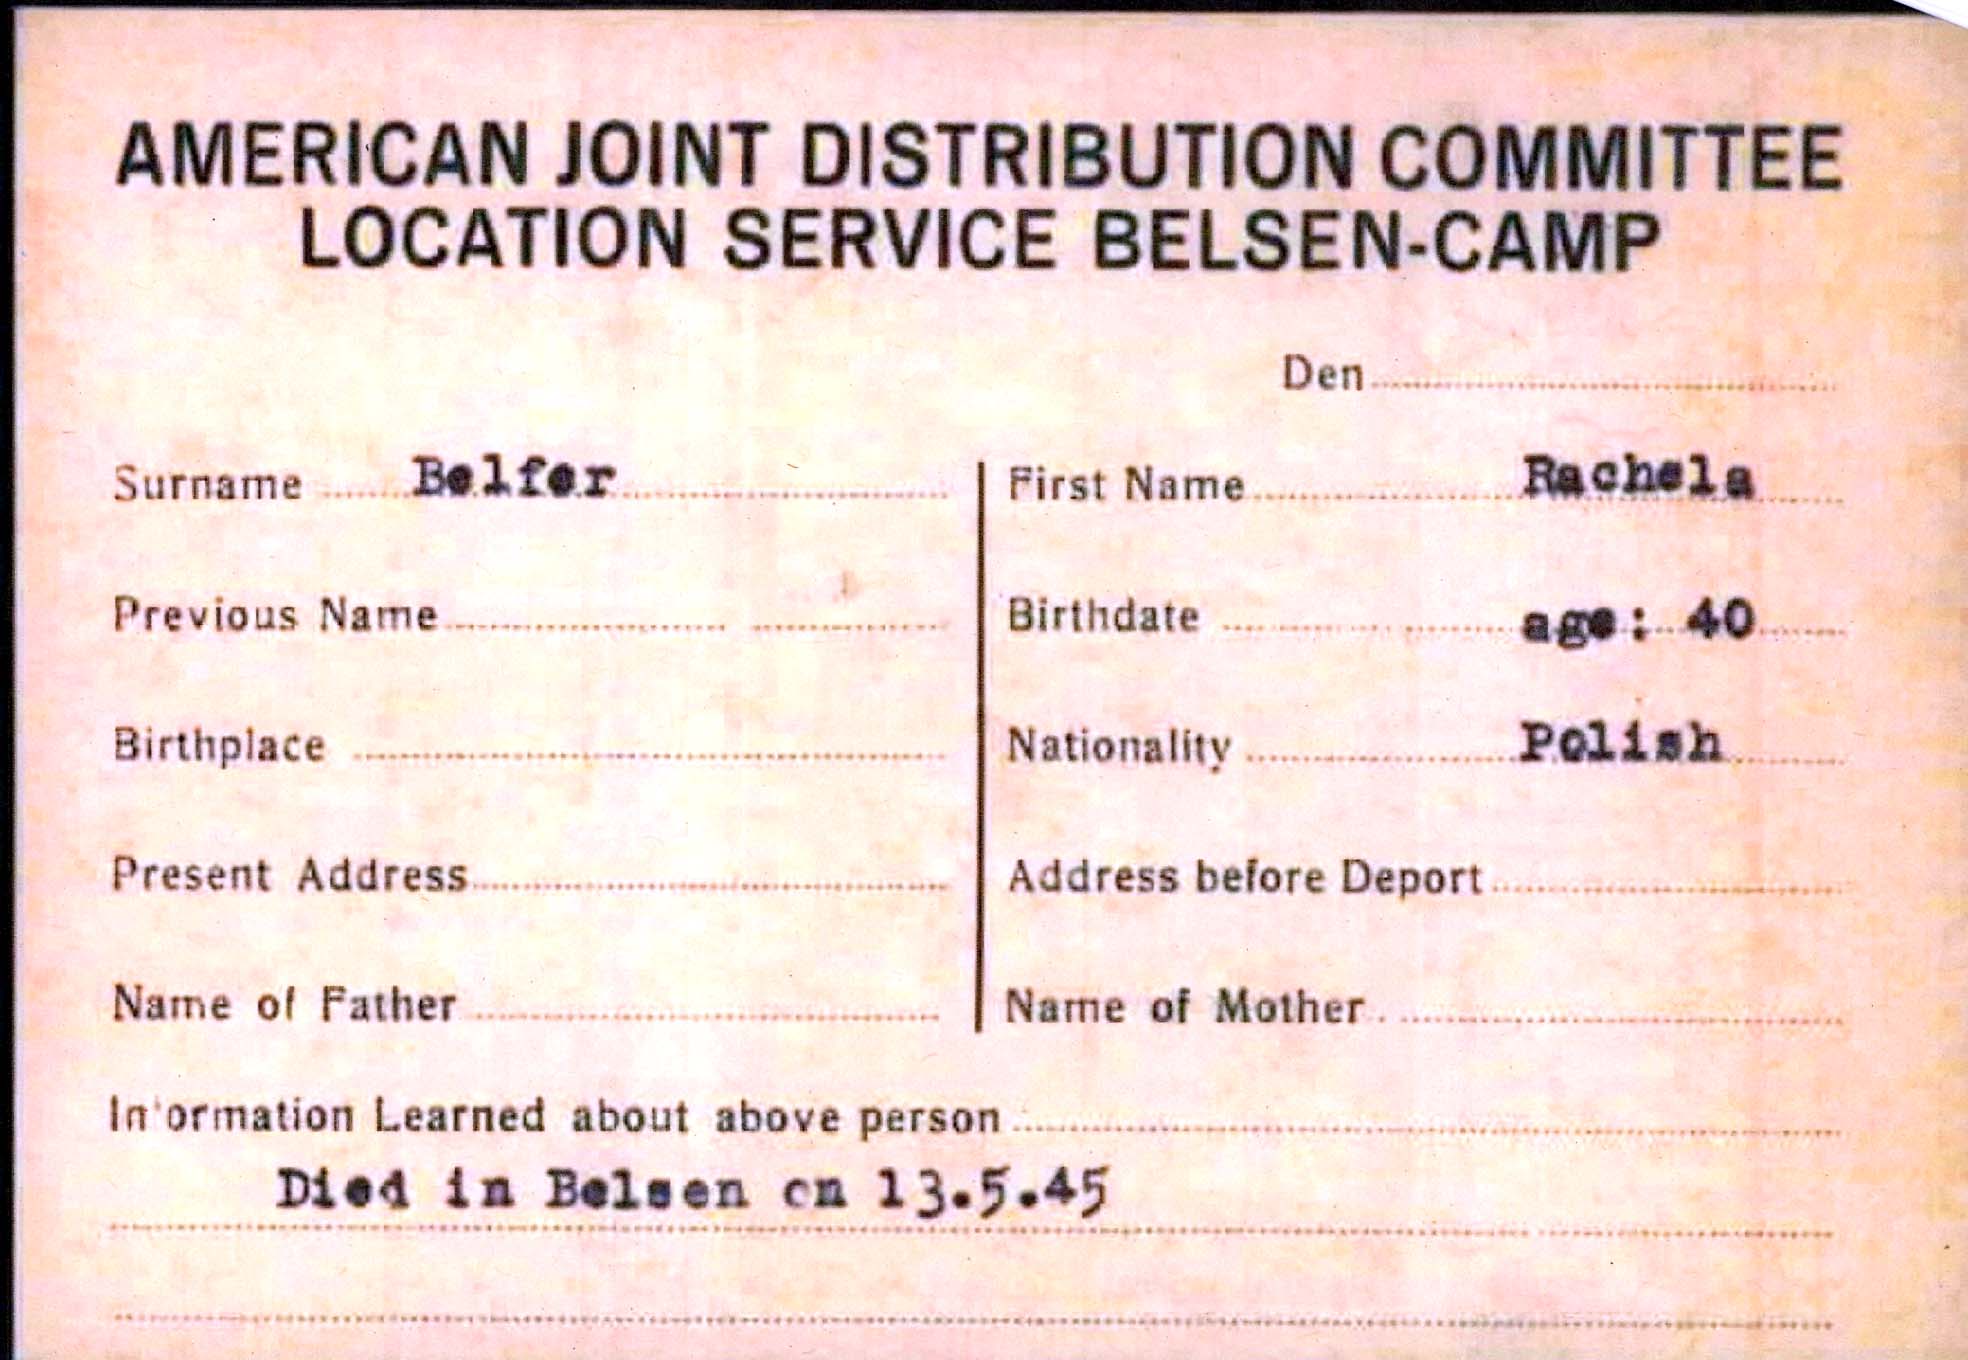 AMERICAN JOINT DISTRIBUTION COMMITTEE
LOCATION SERVICE BELSEN-CAMP
Den
Surname Belfer First Name Rachela
Previous Name Birthdate age: 40
Birthplace Nationality Polish
Present Address Address before Deport
Name of Father Name of Mother
Information Learned about above person
Died in Belsen on 13.5.45